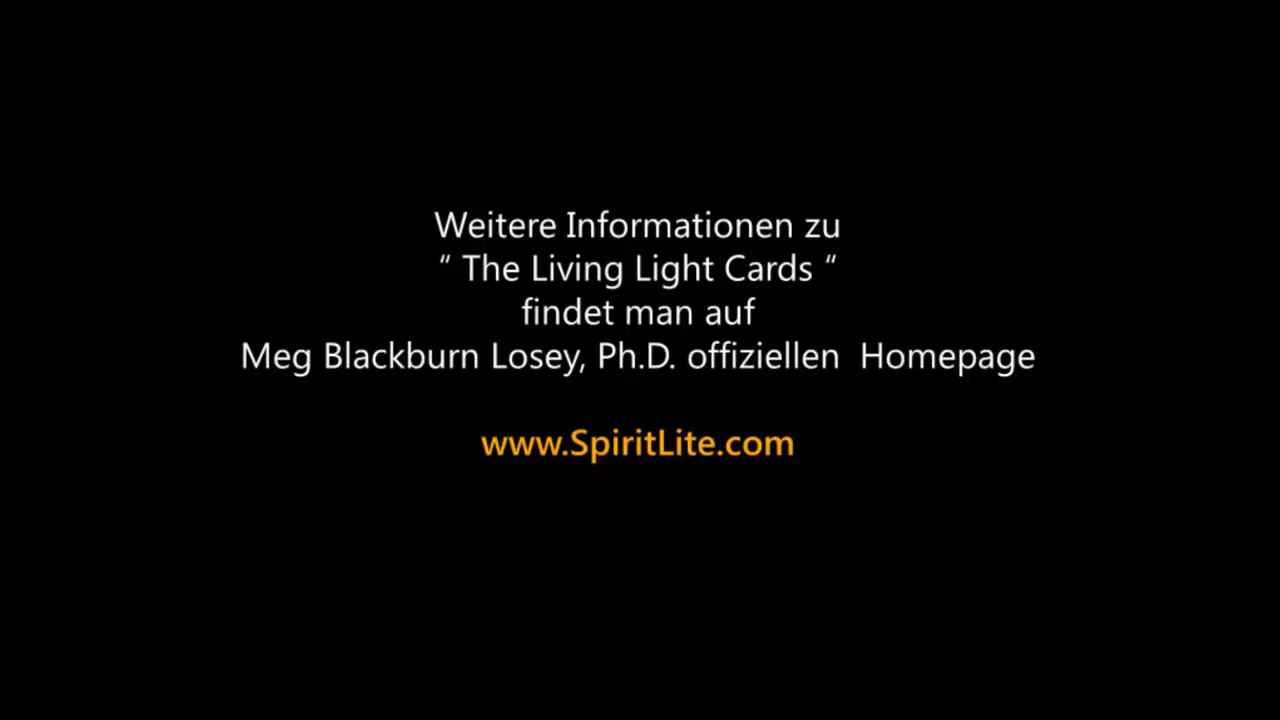 Weitere Informationen zu
“ The Living Light Cards “
findet man auf
Meg Blackburn Losey, Ph.D. offiziellen  Homepage
www.SpiritLite.com